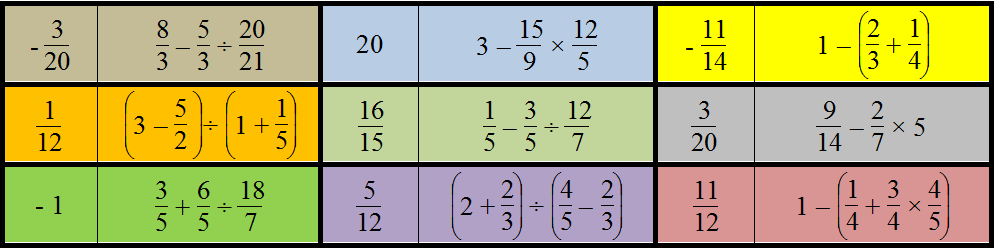 -3/20 8/3 – 5/3 ÷ 20/21 20 3 – 15/9 × 12/5 -11/14 1 – (2/3 + 1/4)
1/12 (3 – 5/2) ÷ (1 + 1/5) 16/15 1/5 – 3/5 ÷ 12/7 3/20 9/14 – 2/7 × 5
- 1 3/5 + 6/5 ÷ 18/7 5/12 (2 + 2/3) ÷ (4/5 – 2/3) 11/12 1 – (1/4 + 3/4 × 4/5)